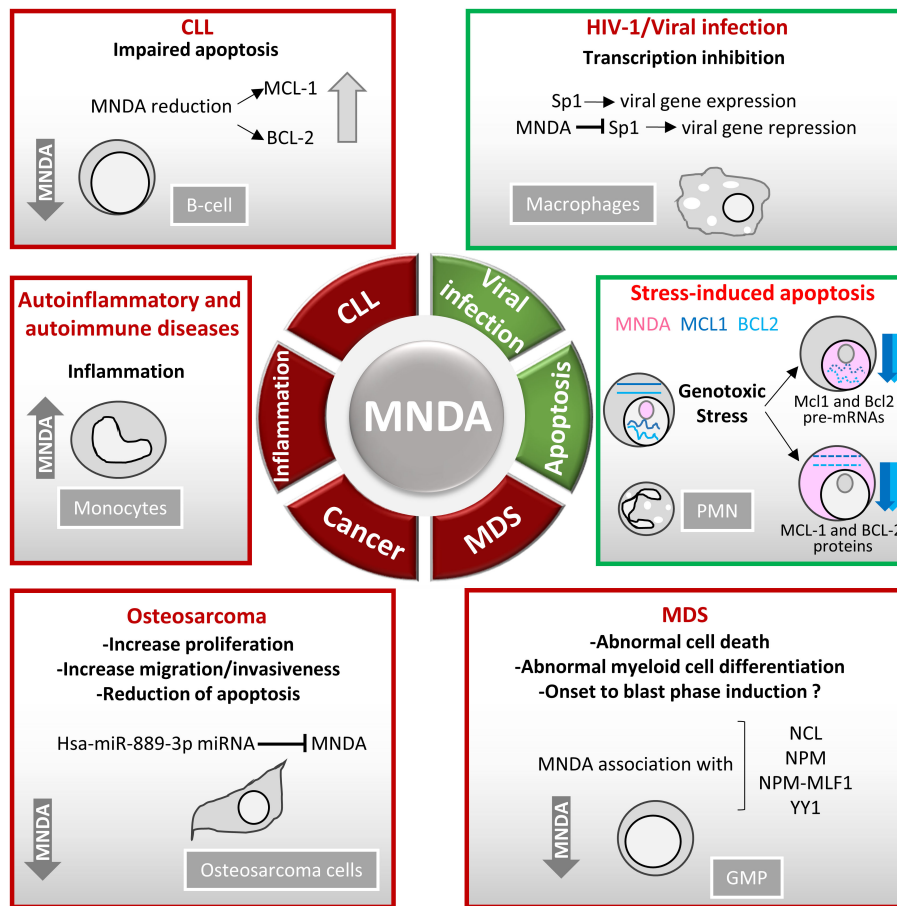 CLL
Impaired apoptosis
MNDA reduction
MCL-1
BCL-2
MNDA
B-cell
HIV-1/Viral infection
Transcription inhibition
Sp1 viral gene expression
MNDA Sp1 viral gene repression
Macrophages
Autoinflammatory and
autoimmune diseases
Inflammation
MNDA
Monocytes
CLL
Viral
infection
Inflammation
MNDA
Apoptosis
Cancer
MDS
Stress-induced apoptosis
MNDA MCL1 BCL2
Genotoxic
Stress
Mcl1 and Bcl2
pre-mRNAs
PMN
MCL-1 and BCL-2
proteins
Osteosarcoma
-Increase proliferation
-Increase migration/invasiveness
-Reduction of apoptosis
Hsa-miR-889-3p miRNA MNDA
MNDA
Osteosarcoma cells
MDS
-Abnormal cell death
-Abnormal myeloid cell differentiation
-Onset to blast phase induction ?
MNDA association with
NCL
NPM
NPM-MLF1
YY1
MNDA
GMP